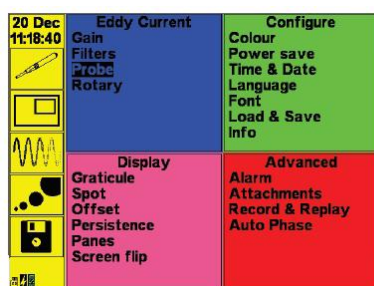 20 Dec
11:18:40
Eddy Current
Gain
Filters
Probe
Rotary
Configure
Colour
Power save
Time & Date
Language
Font
Load & Save
Info
Display
Graticule
Spot
Offset
Persistence
Panes
Screen flip
Advanced
Alarm
Attachments
Record & Replay
Auto Phase